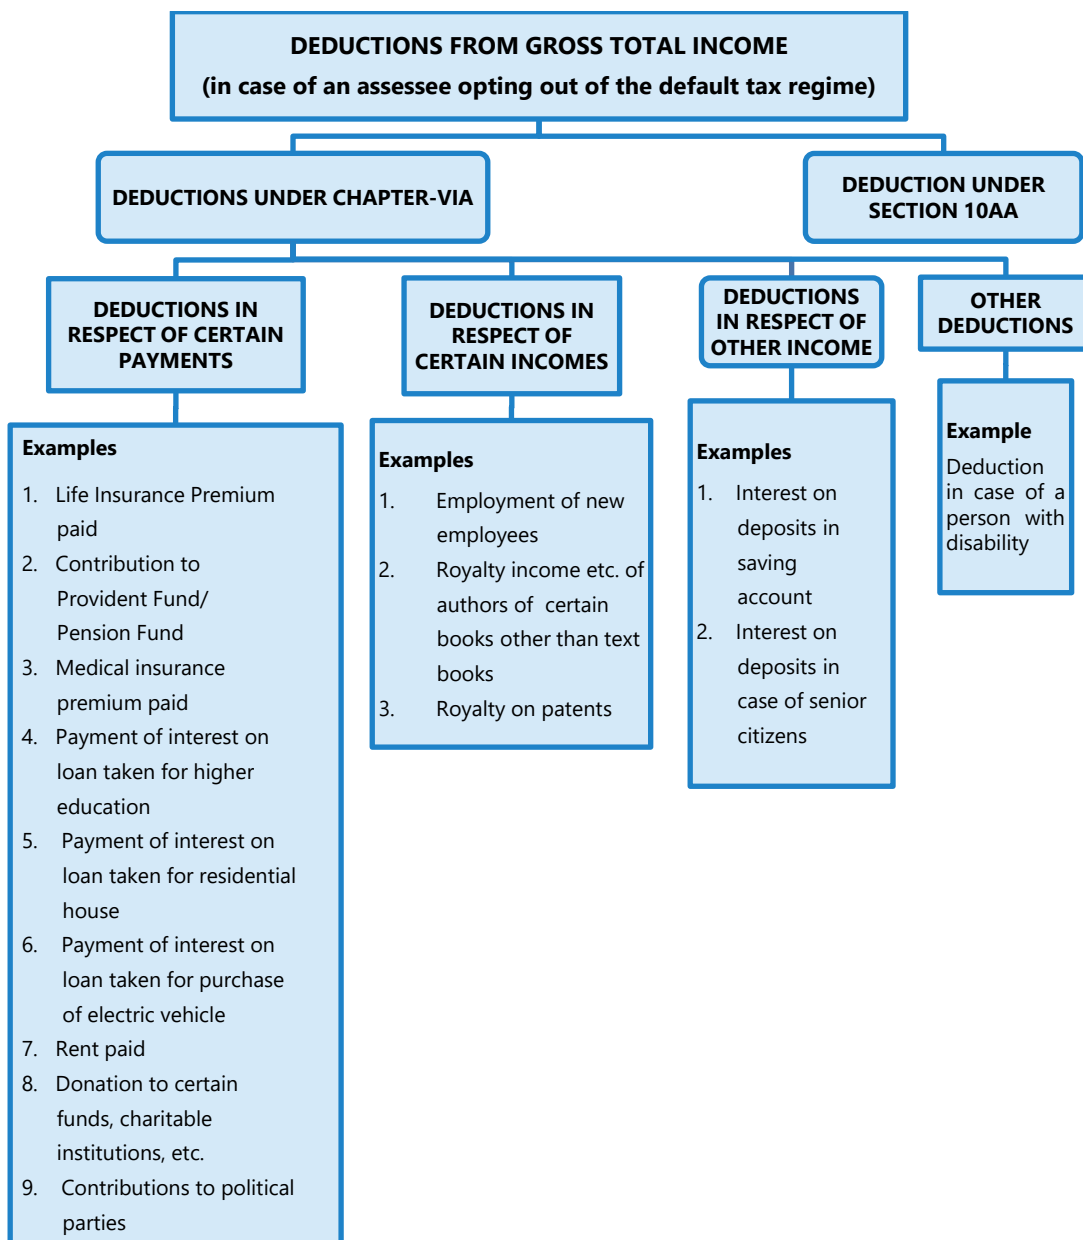 DEDUCTIONS FROM GROSS TOTAL INCOME
(in case of an assessee opting out of the default tax regime)
DEDUCTIONS UNDER CHAPTER-VIA
DEDUCTION UNDER
SECTION 10AA
DEDUCTIONS IN
RESPECT OF CERTAIN
PAYMENTS
Examples
1. Life Insurance Premium
paid
2. Contribution to
Provident Fund/
Pension Fund
3. Medical insurance
premium paid
4. Payment of interest on
loan taken for higher
education
5. Payment of interest on
loan taken for residential
house
6. Payment of interest on
loan taken for purchase
of electric vehicle
7. Rent paid
8. Donation to certain
funds, charitable
institutions, etc.
9. Contributions to political
parties
DEDUCTIONS IN
RESPECT OF
CERTAIN INCOMES
Examples
1. Employment of new
employees
2. Royalty income etc. of
authors of certain
books other than text
books
3. Royalty on patents
DEDUCTIONS
IN RESPECT OF
OTHER INCOME
Examples
1. Interest on
deposits in
saving
account
2. Interest on
deposits in
case of senior
citizens
OTHER
DEDUCTIONS
Example
Deduction
in case of a
person with
disability